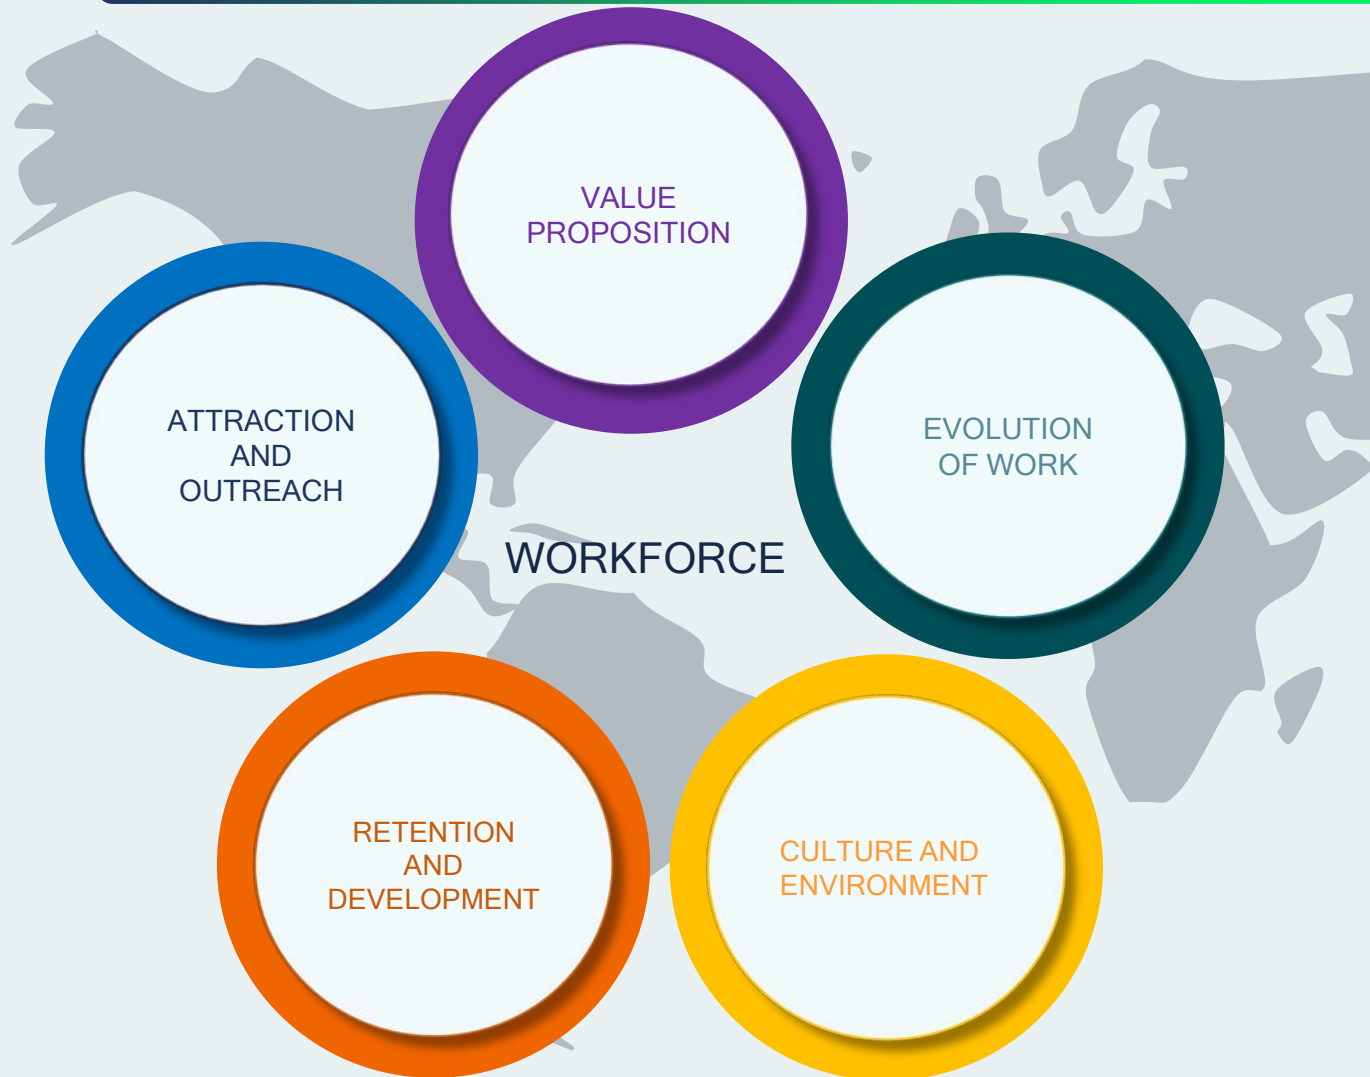 VALUE
PROPOSITION
ATTRACTION
AND
OUTREACH
EVOLUTION
OF WORK
WORKFORCE
RETENTION
AND
DEVELOPMENT
CULTURE AND
ENVIRONMENT